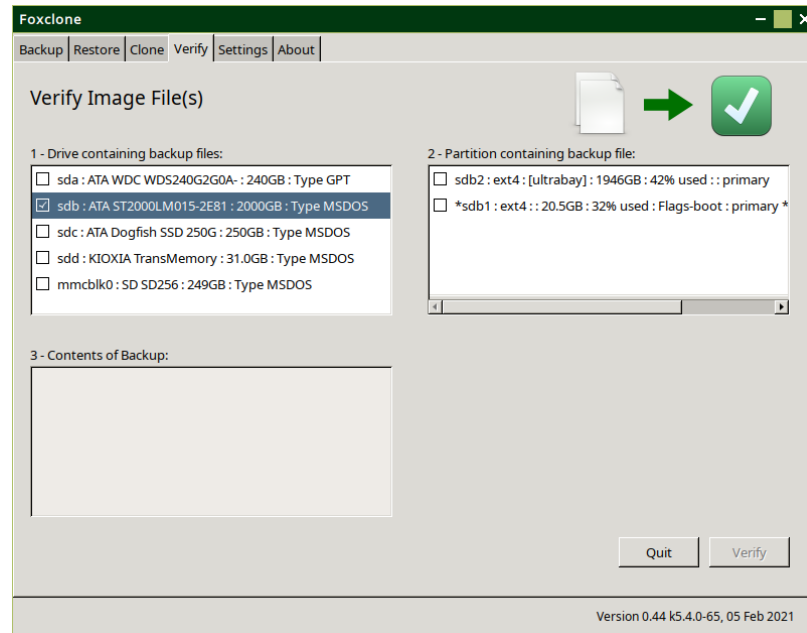 Foxclone
Backup Restore Clone Verify Settings About
Verify Image File(s)
1 - Drive containing backup files:
sda : ATA WDC WDS240G2G0A- : 240GB : Type GPT
sdb : ATA ST2000LM015-2E81 : 2000GB : Type MSDOS
sdc : ATA Dogfish SSD 250G : 250GB : Type MSDOS
sdd : KIOXIA TransMemory : 31.0GB : Type MSDOS
mmcblk0 : SD SD256 : 249GB : Type MSDOS
2 - Partition containing backup file:
sdb2 : ext4 : [ultrabay] : 1946GB : 42% used : : primary
*sdb1 : ext4 : : 20.5GB : 32% used : Flags-boot : primary *
3 - Contents of Backup:
Quit Verify
Version 0.44 k5.4.0-65, 05 Feb 2021